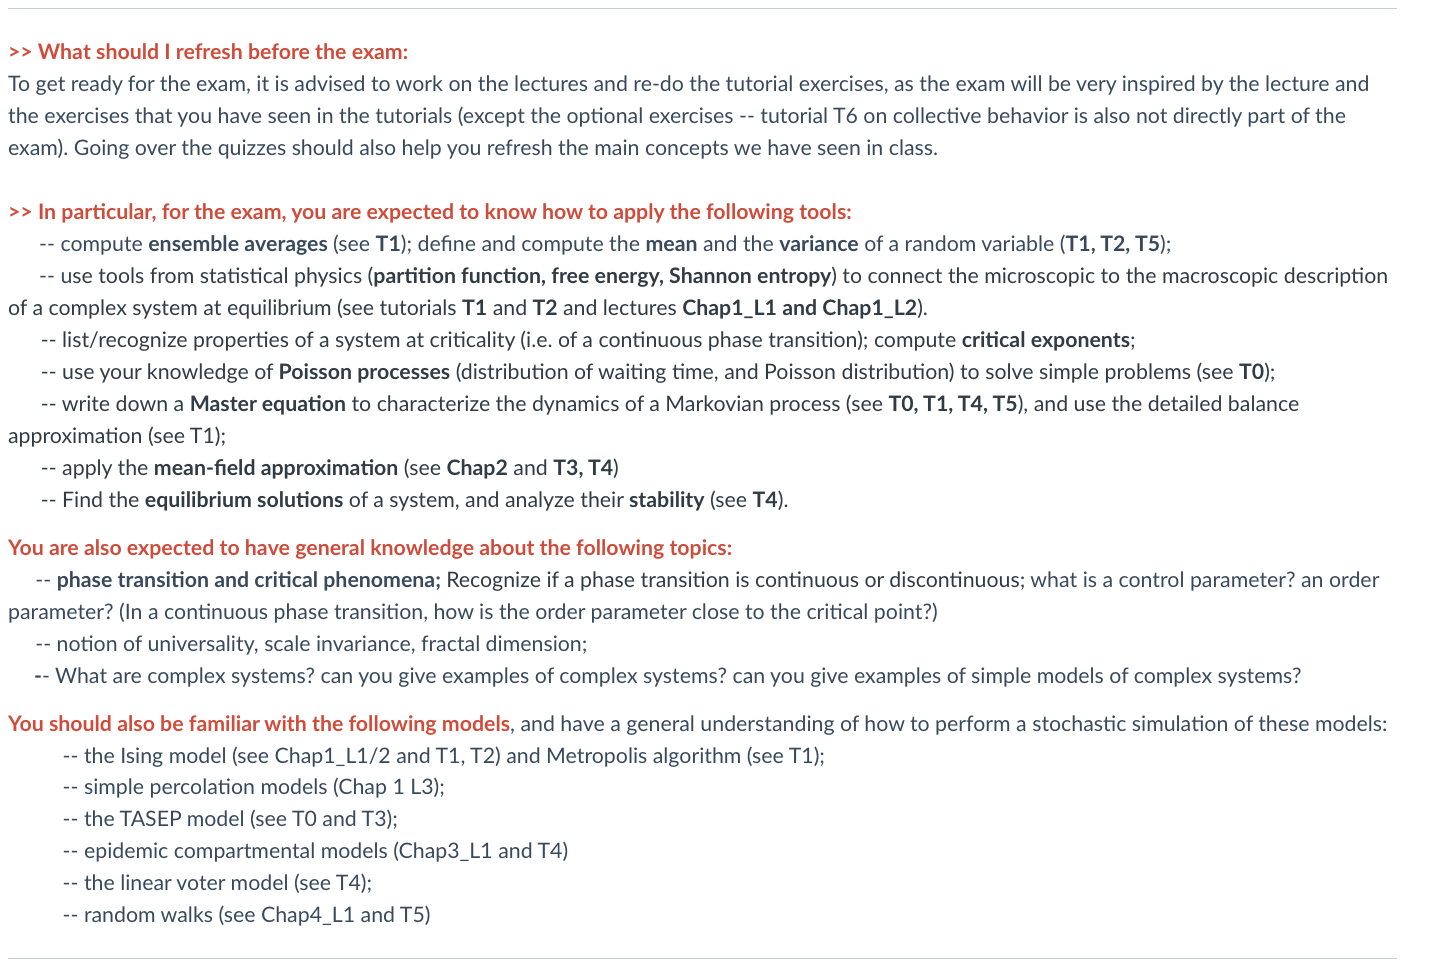 >> What should I refresh before the exam:
To get ready for the exam, it is advised to work on the lectures and re-do the tutorial exercises, as the exam will be very inspired by the lecture and
the exercises that you have seen in the tutorials (except the optional exercises -- tutorial T6 on collective behavior is also not directly part of the
exam). Going over the quizzes should also help you refresh the main concepts we have seen in class.
>> In particular, for the exam, you are expected to know how to apply the following tools:
-- compute ensemble averages (see T1); define and compute the mean and the variance of a random variable (T1, T2, T5);
-- use tools from statistical physics (partition function, free energy, Shannon entropy) to connect the microscopic to the macroscopic description
of a complex system at equilibrium (see tutorials T1 and T2 and lectures Chap1_L1 and Chap1_L2).
-- list/recognize properties of a system at criticality (i.e. of a continuous phase transition); compute critical exponents;
-- use your knowledge of Poisson processes (distribution of waiting time, and Poisson distribution) to solve simple problems (see T0);
-- write down a Master equation to characterize the dynamics of a Markovian process (see T0, T1, T4, T5), and use the detailed balance
approximation (see T1);
-- apply the mean-field approximation (see Chap2 and T3, T4)
-- Find the equilibrium solutions of a system, and analyze their stability (see T4).
You are also expected to have general knowledge about the following topics:
-- phase transition and critical phenomena; Recognize if a phase transition is continuous or discontinuous; what is a control parameter? an order
parameter? (In a continuous phase transition, how is the order parameter close to the critical point?)
-- notion of universality, scale invariance, fractal dimension;
-- What are complex systems? can you give examples of complex systems? can you give examples of simple models of complex systems?
You should also be familiar with the following models, and have a general understanding of how to perform a stochastic simulation of these models:
-- the Ising model (see Chap1_L1/2 and T1, T2) and Metropolis algorithm (see T1);
-- simple percolation models (Chap 1 L3);
-- the TASEP model (see T0 and T3);
-- epidemic compartmental models (Chap3_L1 and T4)
-- the linear voter model (see T4);
-- random walks (see Chap4_L1 and T5)